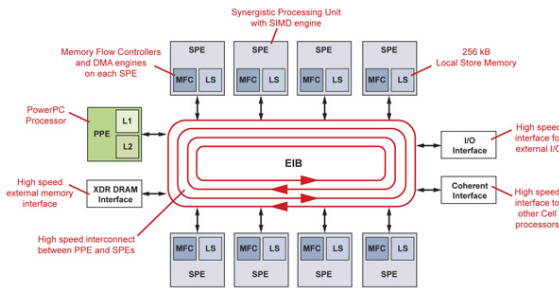 Synergistic Processing Unit
with SIMD engine
Memory Flow Controllers
and DMA engines
on each SPE
256 kB
Local Store Memory
SPE
MFC
LS
SPE
MFC
LS
SPE
MFC
LS
SPE
MFC
LS
PowerPC
Processor
PPE
L1
L2
High speed
external memory
interface
XDR DRAM
Interface
EIB
I/O
Interface
High speed
interface for
external I/O
Coherent
Interface
High speed
interface to
other Cell
processors
High speed interconnect
between PPE and SPEs
MFC
LS
SPE
MFC
LS
SPE
MFC
LS
SPE
MFC
LS
SPE